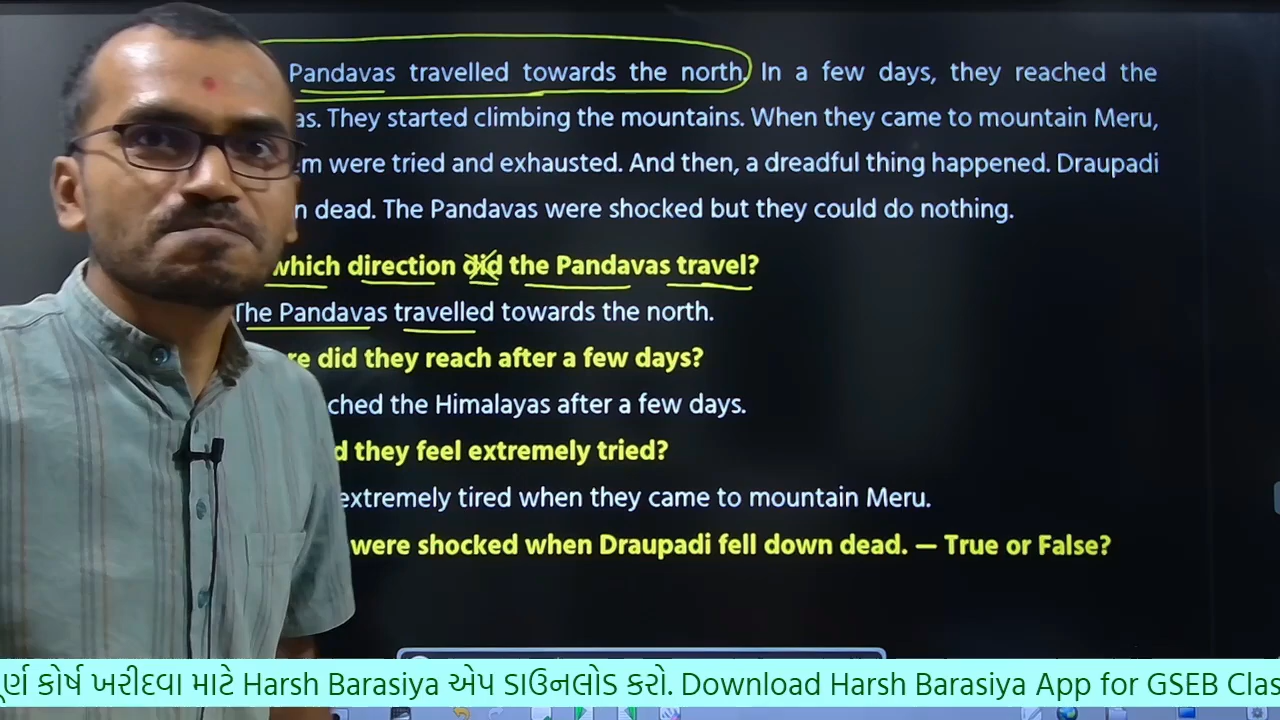 Pandavas travelled towards the north. In a few days, they reached the
as. They started climbing the mountains. When they came to mountain Meru,
em were tried and exhausted. And then, a dreadful thing happened. Draupadi
n dead. The Pandavas were shocked but they could do nothing.
which direction did the Pandavas travel?
The Pandavas travelled towards the north.
re did they reach after a few days?
ched the Himalayas after a few days.
d they feel extremely tried?
extremely tired when they came to mountain Meru.
were shocked when Draupadi fell down dead. — True or False?
ૂર્ણ કોર્ષ ખરીદવા માટે Harsh Barasiya એપ ડાઉનલોડ કરો. Download Harsh Barasiya App for GSEB Clas